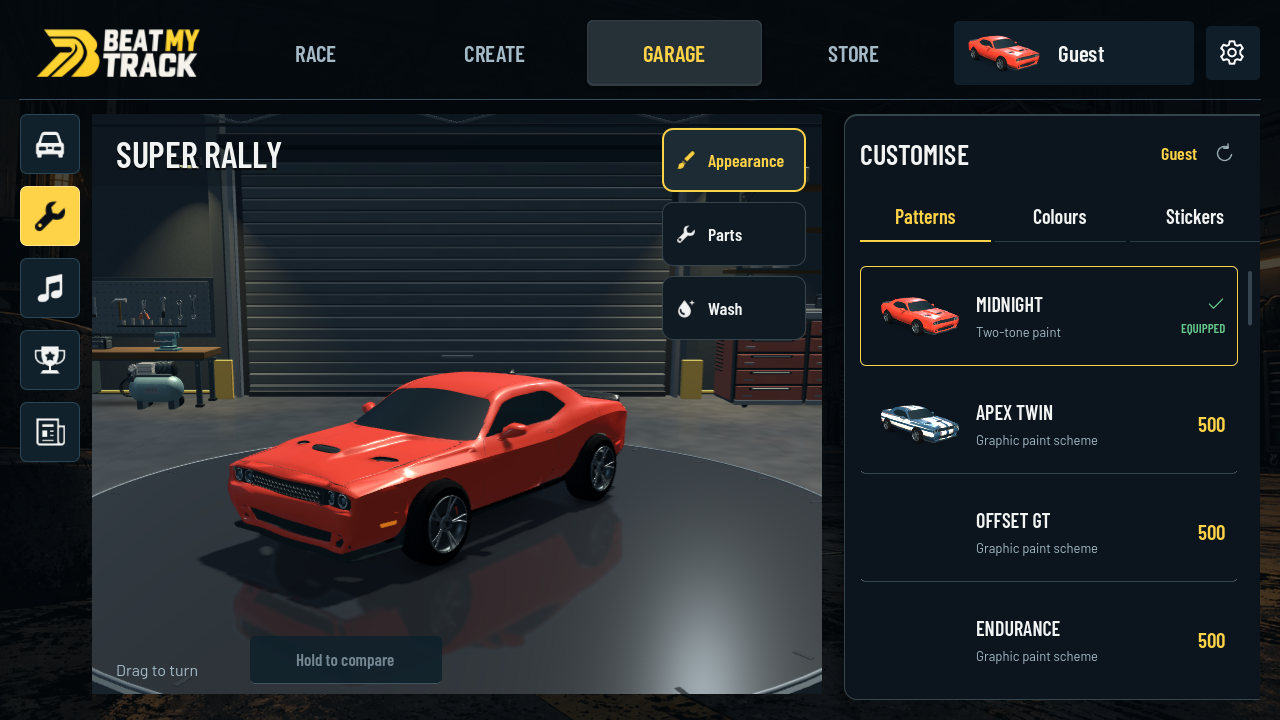 BEAT MY
TRACK
RACE
CREATE
GARAGE
STORE
Guest
SUPER RALLY
Appearance
Parts
Wash
Drag to turn
Hold to compare
CUSTOMISE
Guest
Patterns
Colours
Stickers
MIDNIGHT
Two-tone paint
EQUIPPED
APEX TWIN
Graphic paint scheme
500
OFFSET GT
Graphic paint scheme
500
ENDURANCE
Graphic paint scheme
500